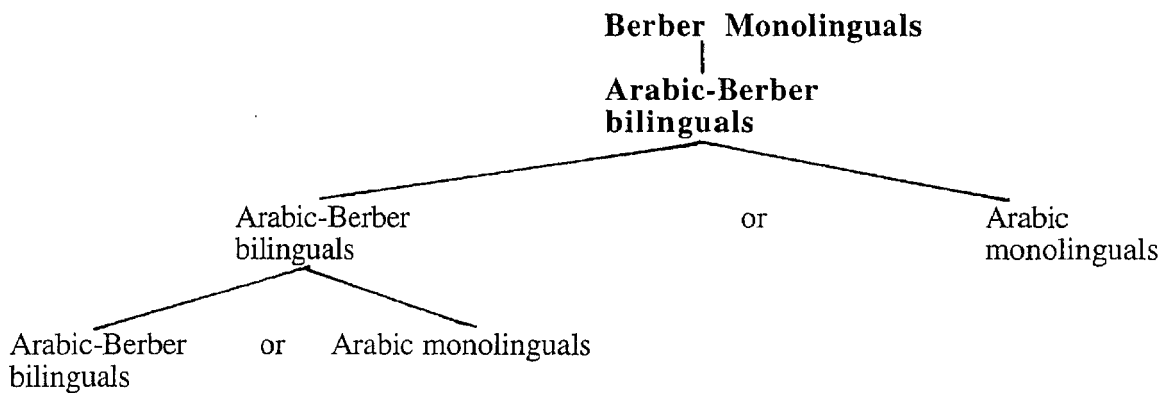 Berber Monolinguals
Arabic-Berber
bilinguals
Arabic-Berber
bilinguals
or
Arabic
monolinguals
Arabic-Berber
bilinguals
or
Arabic monolinguals